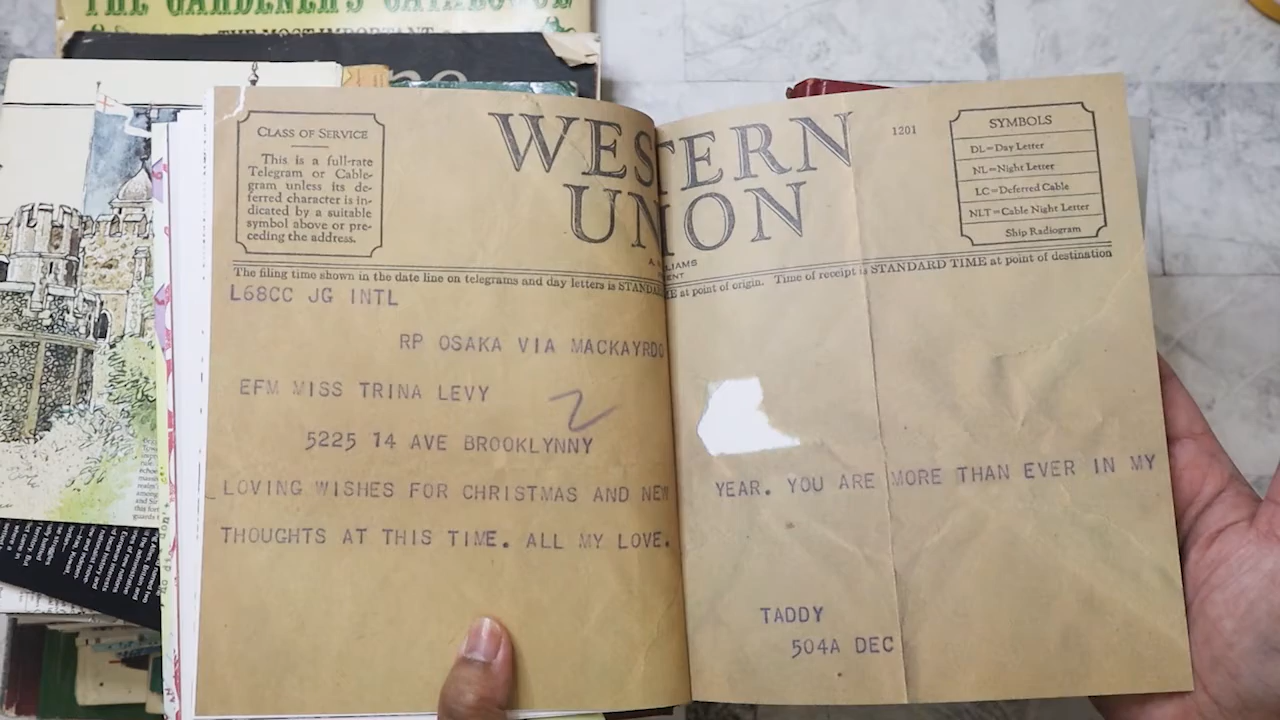 THE GARDENER'S CATALOGUE
THE MOST IMPORTANT
CLASS OF SERVICE
This is a full-rate
Telegram or Cable-
gram unless its de-
ferred character is in-
dicated by a suitable
symbol above or pre-
ceding the address.
WESTERN
UNION
1201
SYMBOLS
DL=Day Letter
NL=Night Letter
LC=Deferred Cable
NLT=Cable Night Letter
Ship Radiogram
The filing time shown in the date line on telegrams and day letters is STANDARD TIME at point of origin. Time of receipt is STANDARD TIME at point of destination
L68CC JG INTL
RP OSAKA VIA MACKAYRDO
EFM MISS TRINA LEVY
5225 14 AVE BROOKLYNNY
LOVING WISHES FOR CHRISTMAS AND NEW YEAR. YOU ARE MORE THAN EVER IN MY
THOUGHTS AT THIS TIME. ALL MY LOVE.
TADDY
504A DEC